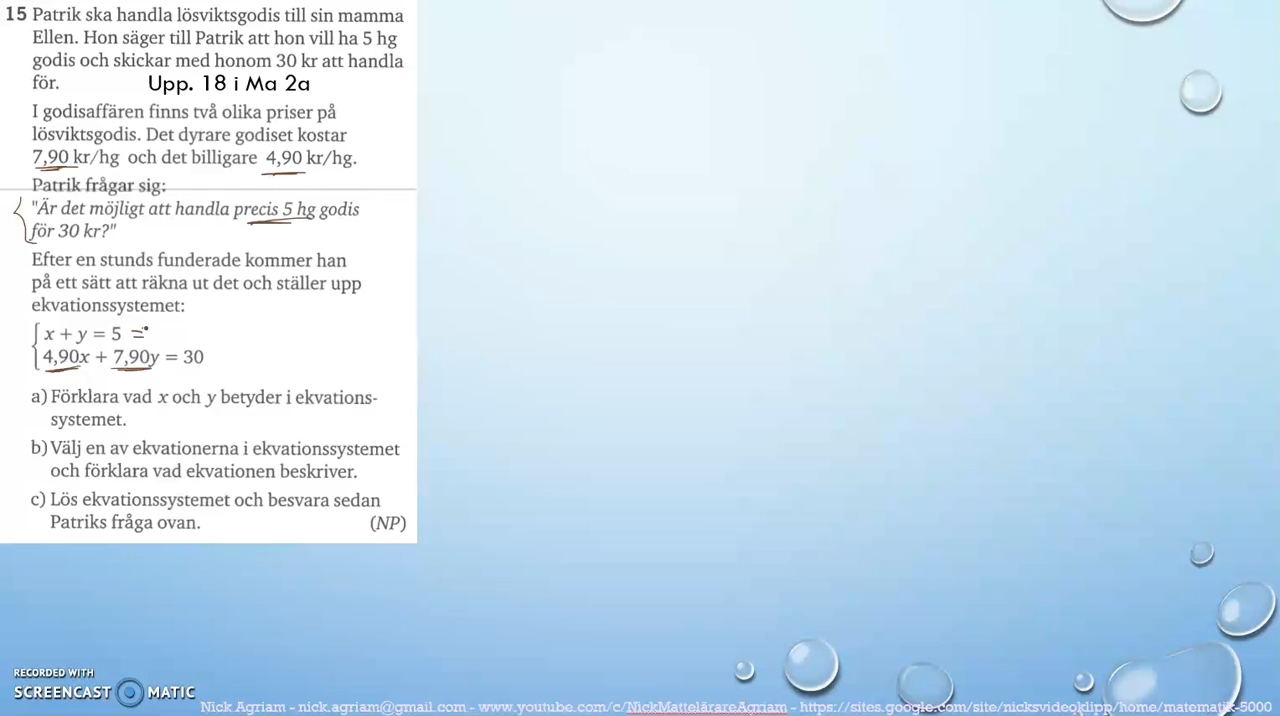 15 Patrik ska handla lösviktsgodis till sin mamma
Ellen. Hon säger till Patrik att hon vill ha 5 hg
godis och skickar med honom 30 kr att handla
för.
Upp. 18 i Ma 2a
I godisaffären finns två olika priser på
lösviktsgodis. Det dyrare godiset kostar
7,90 kr/hg och det billigare 4,90 kr/hg.
Patrik frågar sig:
"Är det möjligt att handla precis 5 hg godis
för 30 kr?"
Efter en stunds funderade kommer han
på ett sätt att räkna ut det och ställer upp
ekvationssystemet:
x + y = 5 =
4,90x + 7,90y = 30
a) Förklara vad x och y betyder i ekvations-
systemet.
b) Välj en av ekvationerna i ekvationssystemet
och förklara vad ekvationen beskriver.
c) Lös ekvationssystemet och besvara sedan
Patriks fråga ovan. (NP)
RECORDED WITH
SCREENCAST MATIC
Nick Agriam - nick.agriam@gmail.com - www.youtube.com/c/NickMattelärareAgriam - https://sites.google.com/site/nicksvideoklipp/home/matematik-5000